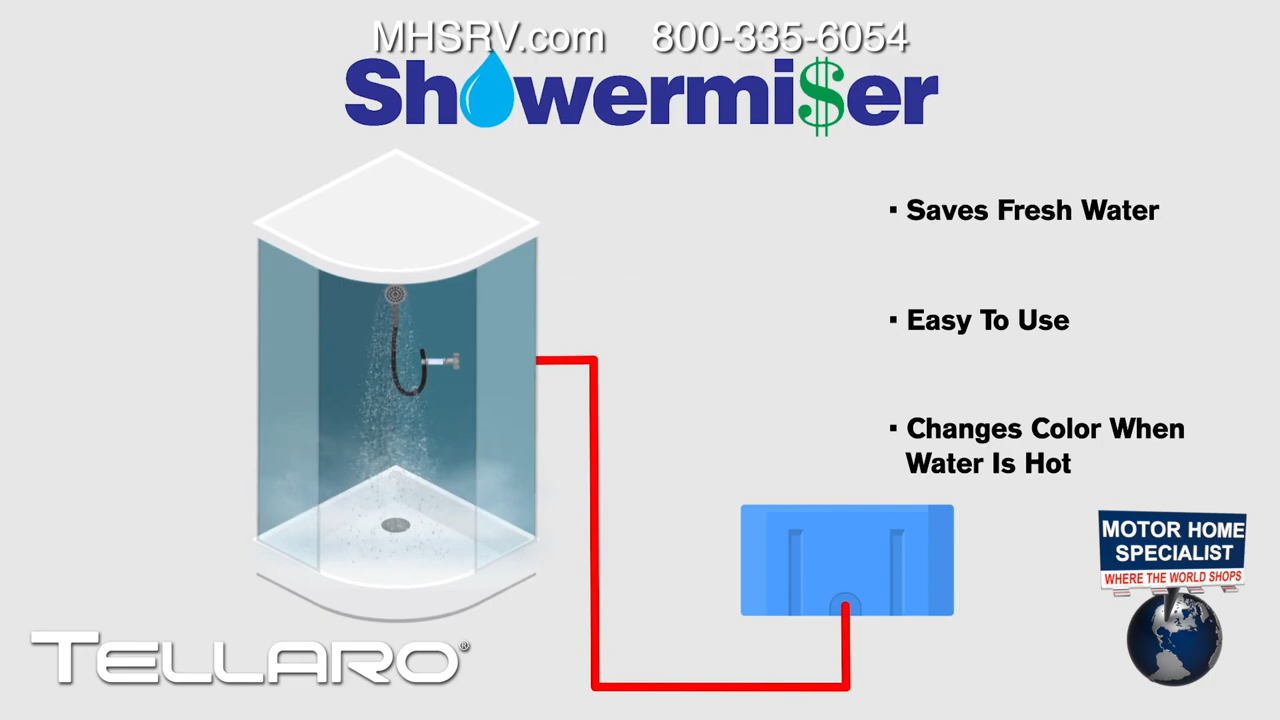 MHSRV.com 800-335-6054
Showermi$er
▪ Saves Fresh Water
▪ Easy To Use
▪ Changes Color When
Water Is Hot
MOTOR HOME
SPECIALIST
WHERE THE WORLD SHOPS
TELLARO®